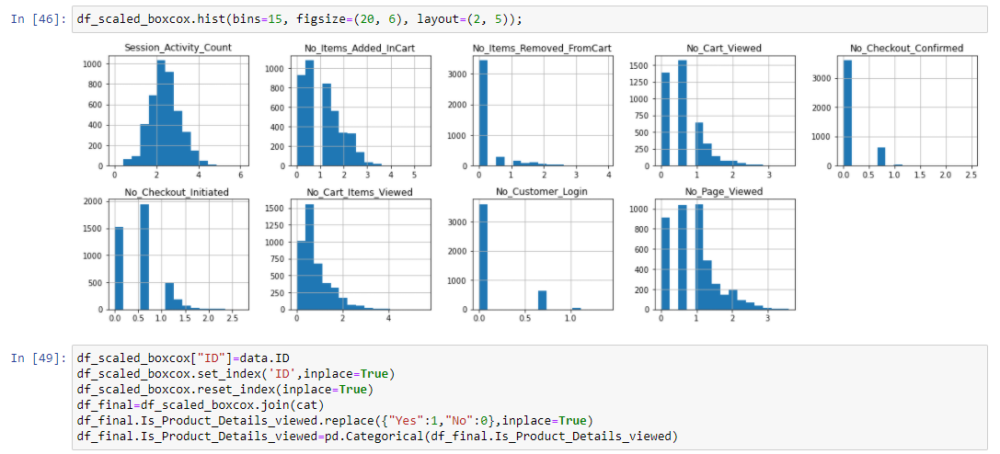 In [46]: df_scaled_boxcox.hist(bins=15, figsize=(20, 6), layout=(2, 5));
Session_Activity_Count No_Items_Added_InCart No_Items_Removed_FromCart No_Cart_Viewed No_Checkout_Confirmed
1000 800 600 400 200 0
0 2 4 6
1000 800 600 400 200 0
0 1 2 3 4 5
3000 2000 1000 0
0 1 2 3 4
1500 1250 1000 750 500 250 0
0 1 2 3
3000 2000 1000 0
0.0 0.5 1.0 1.5 2.0 2.5
No_Checkout_Initiated No_Cart_Items_Viewed No_Customer_Login No_Page_Viewed
2000 1500 1000 500 0
0.0 0.5 1.0 1.5 2.0 2.5
1500 1250 1000 750 500 250 0
0 2 4
3000 2000 1000 0
0.0 0.5 1.0
1000 800 600 400 200 0
0 1 2 3
In [49]: df_scaled_boxcox["ID"]=data.ID
df_scaled_boxcox.set_index('ID',inplace=True)
df_scaled_boxcox.reset_index(inplace=True)
df_final=df_scaled_boxcox.join(cat)
df_final.Is_Product_Details_viewed.replace({"Yes":1,"No":0},inplace=True)
df_final.Is_Product_Details_viewed=pd.Categorical(df_final.Is_Product_Details_viewed)